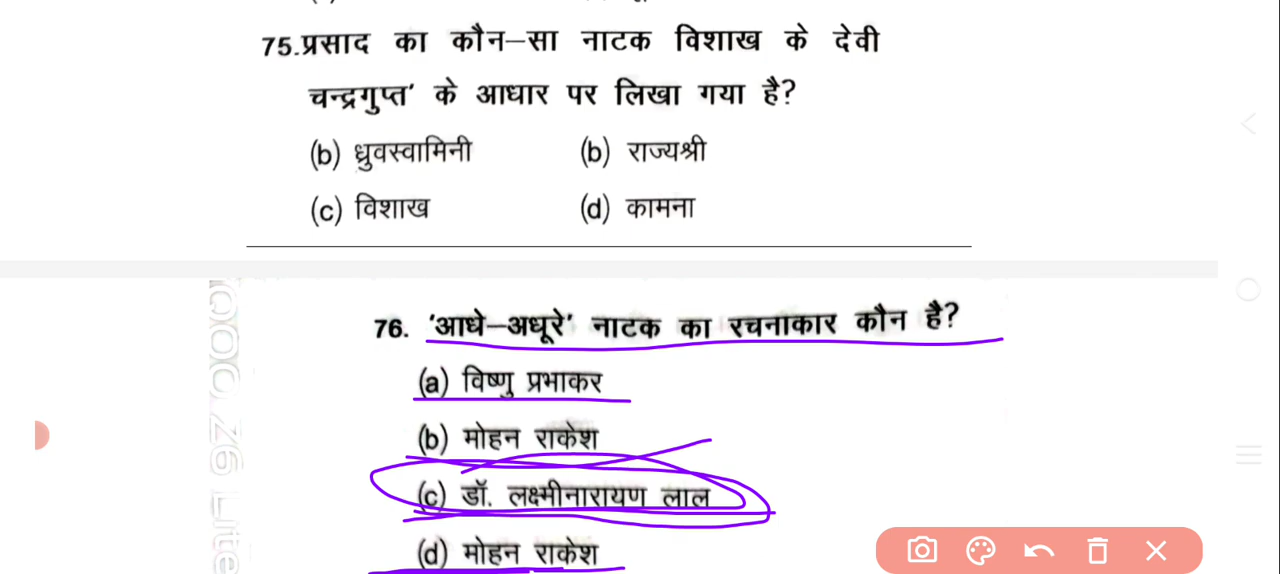 75.प्रसाद का कौन–सा नाटक विशाख के देवी
चन्द्रगुप्त' के आधार पर लिखा गया है?
(b) ध्रुवस्वामिनी (b) राज्यश्री
(c) विशाख (d) कामना
76. 'आधे–अधूरे' नाटक का रचनाकार कौन है?
(a) विष्णु प्रभाकर
(b) मोहन राकेश
(c) डॉ. लक्ष्मीनारायण लाल
(d) मोहन राकेश